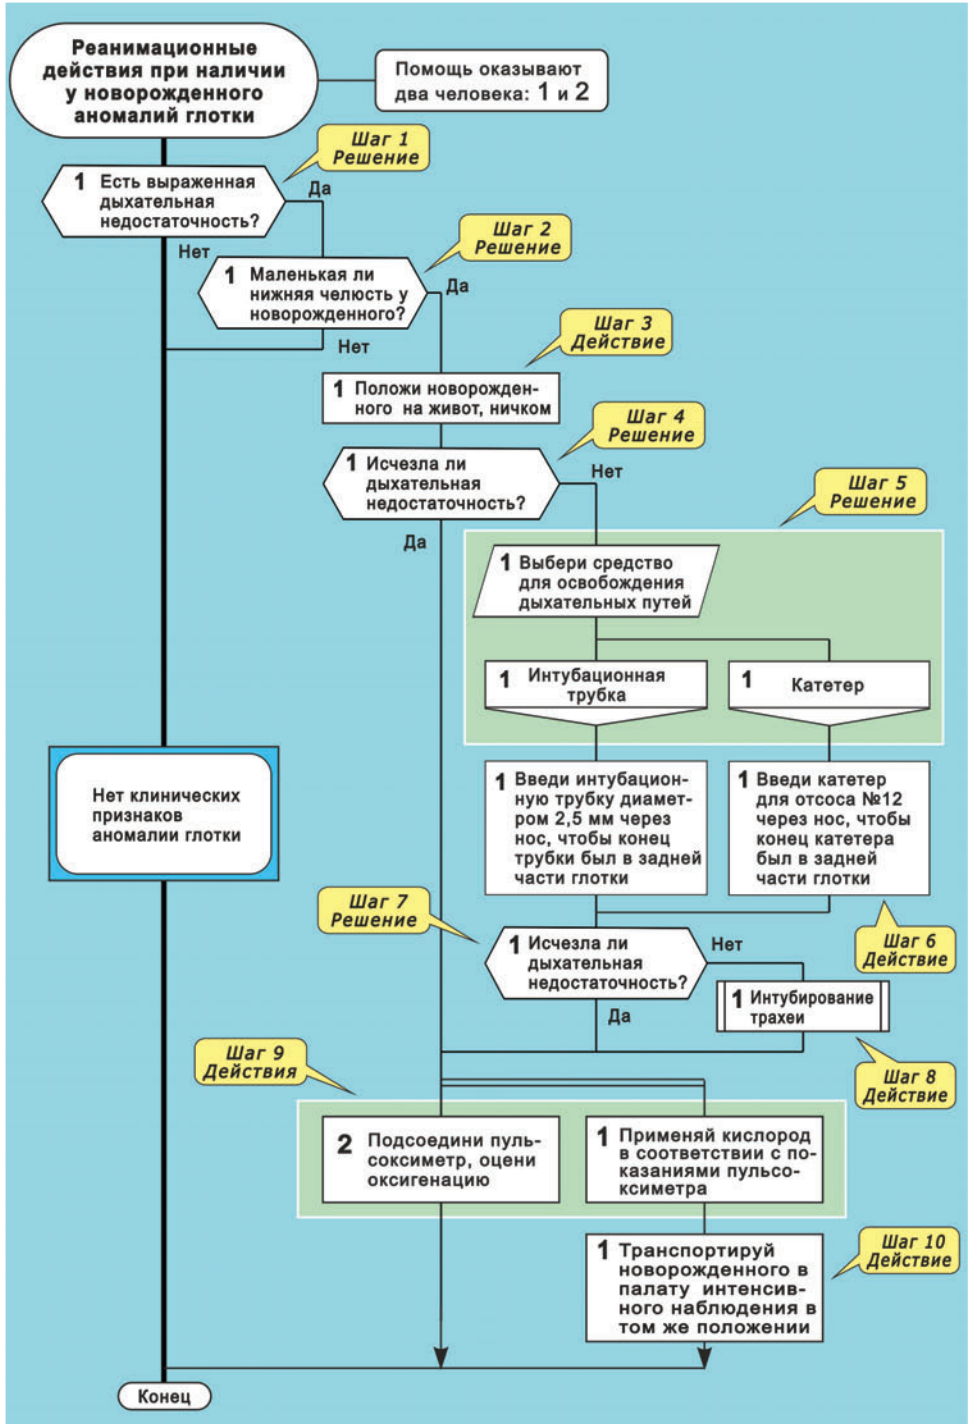 Реанимационные
действия при наличии
у новорожденного
аномалий глотки
Помощь оказывают
два человека: 1 и 2
Шаг 1
Решение
1 Есть выраженная
дыхательная
недостаточность?
Да
Нет
Шаг 2
Решение
1 Маленькая ли
нижняя челюсть у
новорожденного?
Да
Нет
Шаг 3
Действие
1 Положи новорожден-
ного на живот, ничком
Шаг 4
Решение
1 Исчезла ли
дыхательная
недостаточность?
Нет
Да
Шаг 5
Решение
1 Выбери средство
для освобождения
дыхательных путей
1 Интубационная
трубка
1 Катетер
Нет клинических
признаков
аномалии глотки
1 Введи интубацион-
ную трубку диамет-
ром 2,5 мм через
нос, чтобы конец
трубки был в задней
части глотки
1 Введи катетер
для отсоса №12
через нос, чтобы
конец катетера
был в задней
части глотки
Шаг 6
Действие
Шаг 7
Решение
1 Исчезла ли
дыхательная
недостаточность?
Нет
Да
1 Интубирование
трахеи
Шаг 8
Действие
Шаг 9
Действия
2 Подсоедини пуль-
соксиметр, оцени
оксигенацию
1 Применяй кислород
в соответствии с по-
казаниями пульсо-
ксиметра
Шаг 10
Действие
1 Транспортируй
новорожденного в
палату интенсив-
ного наблюдения в
том же положении
Конец